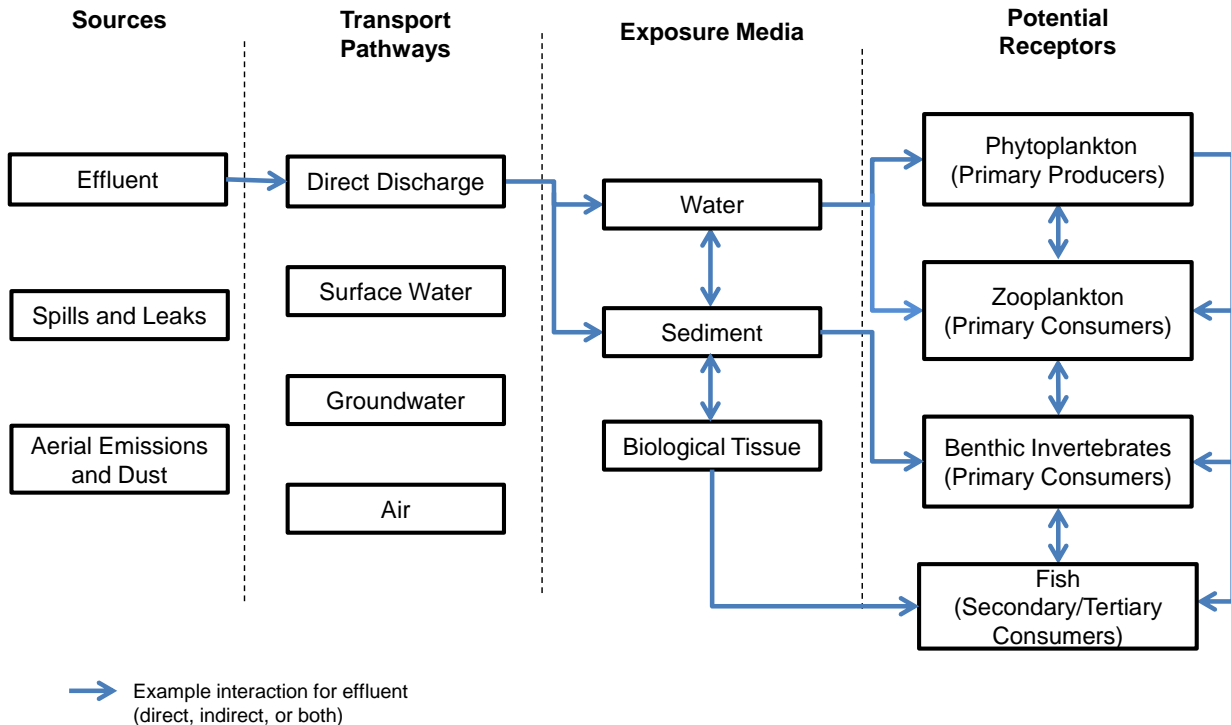 Sources
Transport
Pathways
Exposure Media
Potential
Receptors
Effluent
Spills and Leaks
Aerial Emissions
and Dust
Direct Discharge
Surface Water
Groundwater
Air
Water
Sediment
Biological Tissue
Phytoplankton
(Primary Producers)
Zooplankton
(Primary Consumers)
Benthic Invertebrates
(Primary Consumers)
Fish
(Secondary/Tertiary
Consumers)
Example interaction for effluent
(direct, indirect, or both)